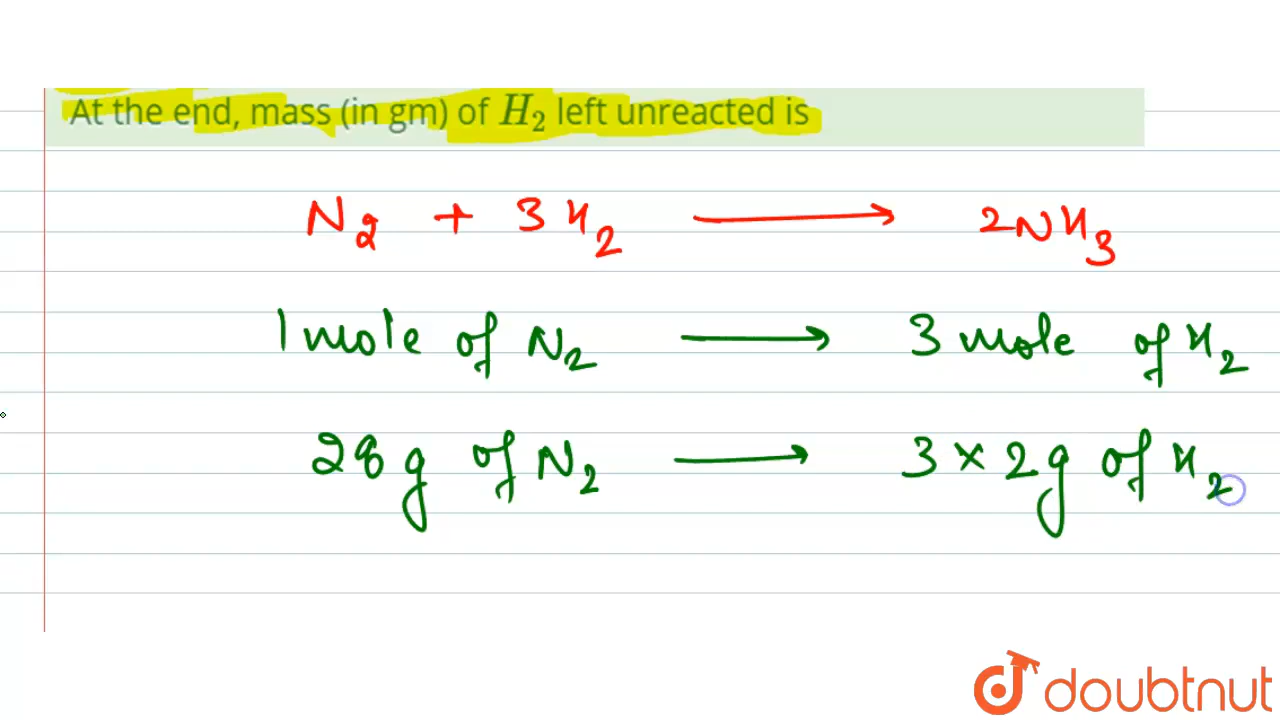 At the end, mass (in gm) of H₂ left unreacted is
N₂ + 3H₂ ⟶ 2NH₃
1 mole of N₂ ⟶ 3 mole of H₂
28 g of N₂ ⟶ 3 × 2 g of H₂
doubtnut